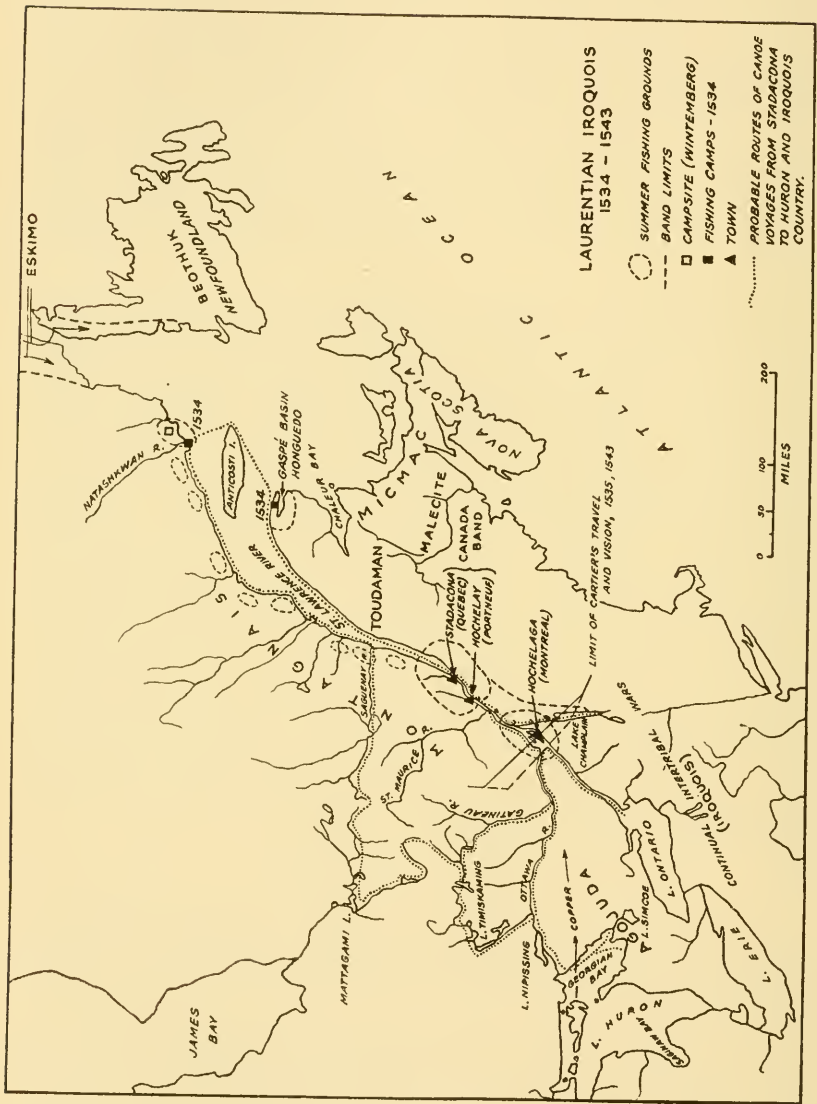 ESKIMO
BEOTHUK
NEWFOUNDLAND
NATASHKWAN R.
1534
ANTICOSTI I.
1534
GASPÉ BASIN
HONGUEDO
CHALEUR BAY
MICMAC
NOVA SCOTIA
MALECITE
CANADA
BAND
ATLANTIC OCEAN
MONTAGNAIS
ST. LAWRENCE RIVER
TOUDAMAN
SAGUENAY R.
STADACONA
(QUEBEC)
HOCHELAY
(PORTNEUF)
HOCHELAGA
(MONTREAL)
LIMIT OF CARTIER'S TRAVEL
AND VISION, 1535, 1543
LAKE
CHAMPLAIN
ST. MAURICE R.
GATINEAU R.
OTTAWA R.
L. TIMISKAMING
MATTAGAMI L.
JAMES
BAY
L. NIPISSING
COPPER
GEORGIAN
BAY
AGOJUDA
L. SIMCOE
L. HURON
SAGINAW BAY
L. ERIE
L. ONTARIO
CONTINUAL INTERTRIBAL WARS
(IROQUOIS)
LAURENTIAN IROQUOIS
1534 - 1543
SUMMER FISHING GROUNDS
BAND LIMITS
CAMPSITE (WINTEMBERG)
FISHING CAMPS - 1534
TOWN
PROBABLE ROUTES OF CANOE
VOYAGES FROM STADACONA
TO HURON AND IROQUOIS
COUNTRY.
0 50 100 200
MILES